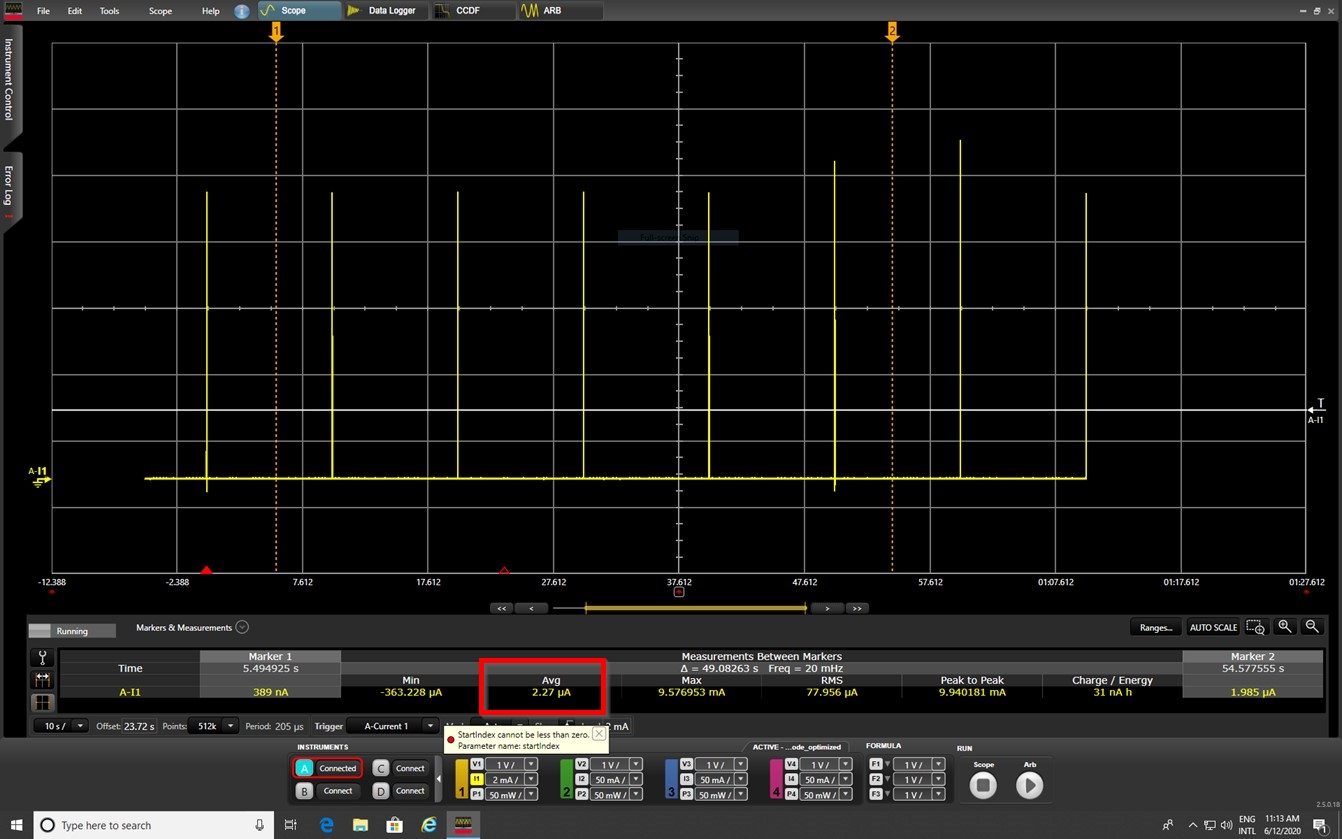 File Edit Tools Scope Help Scope Data Logger CCDF ARB
Instrument Control
Error Log
1 2
T
A-I1
A-I1
-12.388 -2.388 7.612 17.612 27.612 37.612 47.612 57.612 01:07.612 01:17.612 01:27.612
<< < > >>
Running Markers & Measurements Ranges... AUTO SCALE
Marker 1 Measurements Between Markers Marker 2
Time 5.494925 s Δ = 49.08263 s Freq = 20 mHz 54.577555 s
Min Avg Max RMS Peak to Peak Charge / Energy
A-I1 389 nA -363.228 µA 2.27 µA 9.576953 mA 77.956 µA 9.940181 mA 31 nA h 1.985 µA
10 s / Offset: 23.72 s Points: 512k Period: 205 µs Trigger A-Current 1 2 mA
StartIndex cannot be less than zero.
Parameter name: startIndex
INSTRUMENTS ACTIVE - ...ode_optimized FORMULA RUN
A Connected C Connect V1 1 V / V2 1 V / V3 1 V / V4 1 V / F1 1 V / Scope Arb
I1 2 mA / I2 50 mA / I3 50 mA / I4 50 mA / F2 1 V /
B Connect D Connect 1 P1 50 mW / 2 P2 50 mW / 3 P3 50 mW / 4 P4 50 mW / F3 1 V /
2.5.0.18
Type here to search
ENG 11:13 AM
INTL 6/12/2020